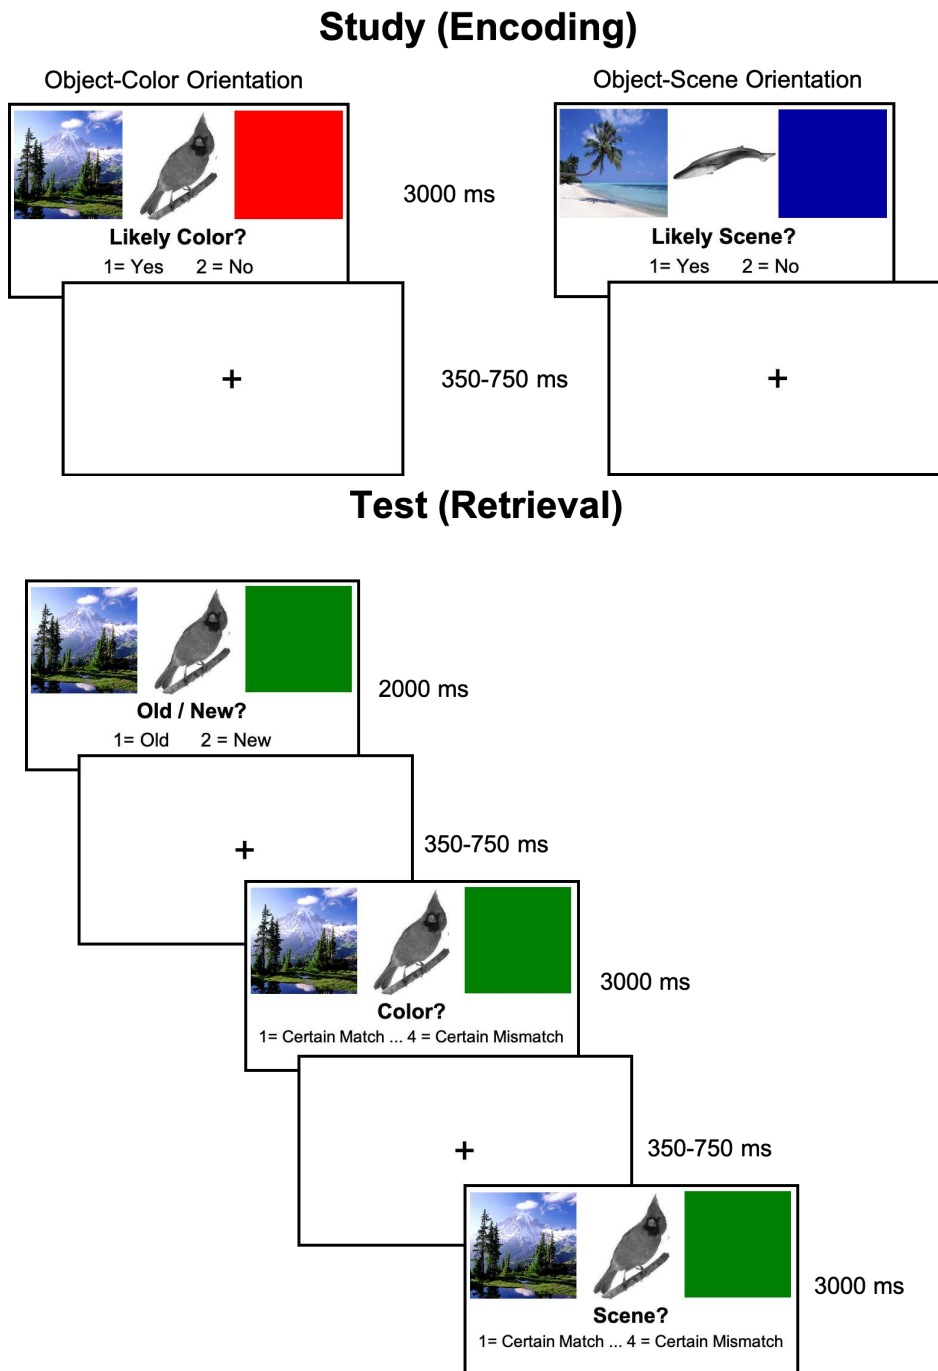 Study (Encoding)
Object-Color Orientation
Object-Scene Orientation
Likely Color?
1= Yes 2 = No
3000 ms
Likely Scene?
1= Yes 2 = No
+
350-750 ms
+
Test (Retrieval)
Old / New?
1= Old 2 = New
2000 ms
+
350-750 ms
Color?
1= Certain Match ... 4 = Certain Mismatch
3000 ms
+
350-750 ms
Scene?
1= Certain Match ... 4 = Certain Mismatch
3000 ms